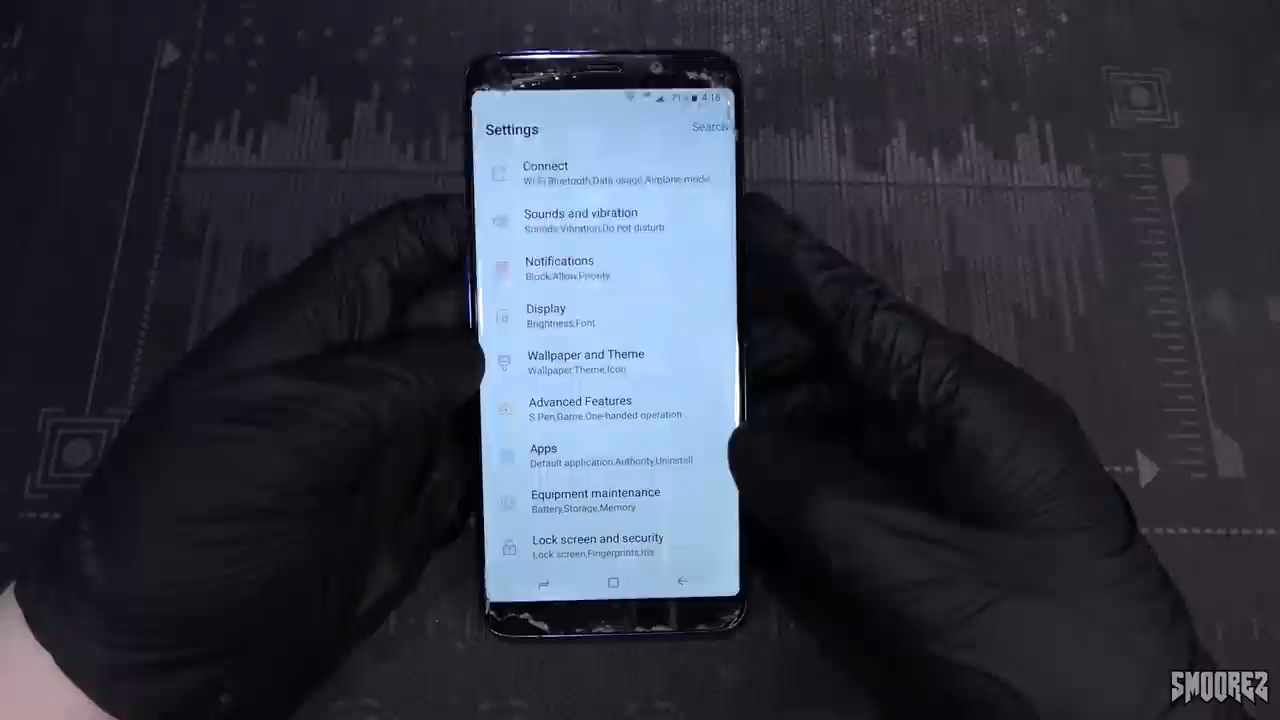 4:18
Settings
Search
Connect
Wi-Fi,Bluetooth,Data usage,Airplane mode
Sounds and vibration
Sounds,Vibration,Do not disturb
Notifications
Block,Allow,Priority
Display
Brightness,Font
Wallpaper and Theme
Wallpaper,Theme,Icon
Advanced Features
S Pen,Game,One-handed operation
Apps
Default application,Authority,Uninstall
Equipment maintenance
Battery,Storage,Memory
Lock screen and security
Lock screen,Fingerprints,Iris
SMOOREZ